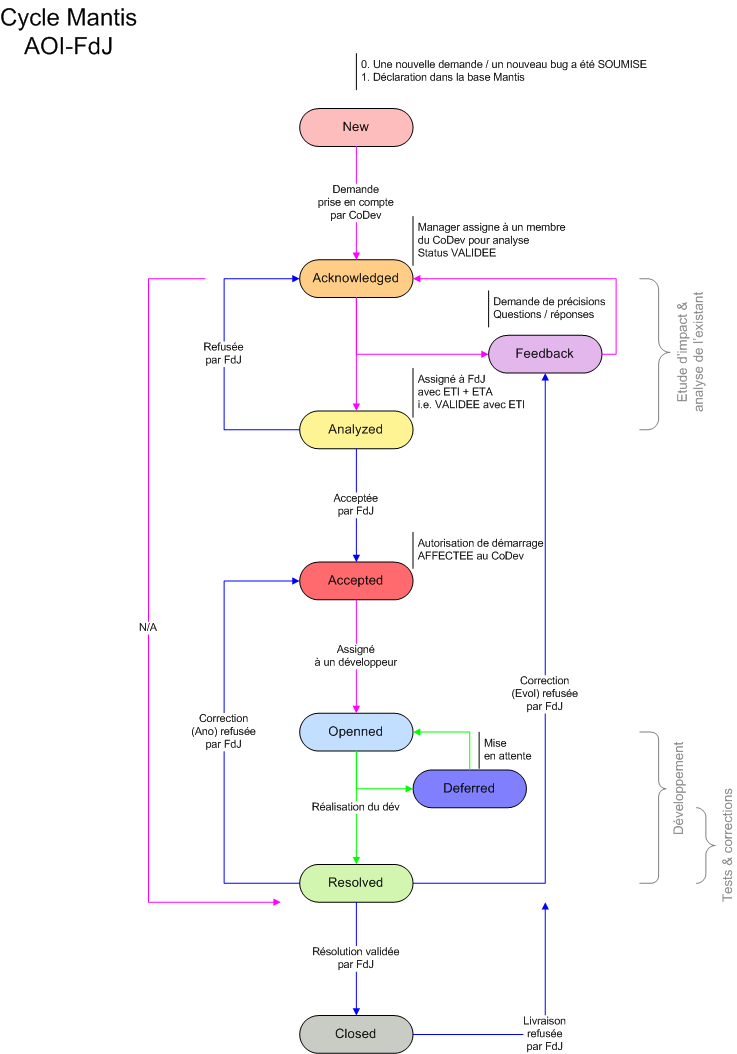 Cycle Mantis
AOI-FdJ
0. Une nouvelle demande / un nouveau bug a été SOUMISE
1. Déclaration dans la base Mantis
New
Demande
prise en compte
par CoDev
Manager assigne à un membre
du CoDev pour analyse
Status VALIDEE
Acknowledged
Demande de précisions
Questions / réponses
Refusée
par FdJ
Feedback
Etude d'impact &
analyse de l'existant
Assigné à FdJ
avec ETI + ETA
i.e. VALIDEE avec ETI
Analyzed
Acceptée
par FdJ
Autorisation de démarrage
AFFECTEE au CoDev
Accepted
N/A
Assigné
à un développeur
Correction
(Evol) refusée
par FdJ
Correction
(Ano) refusée
par FdJ
Openned
Mise
en attente
Deferred
Développement
Réalisation du dév
Tests & corrections
Resolved
Résolution validée
par FdJ
Closed
Livraison
refusée
par FdJ